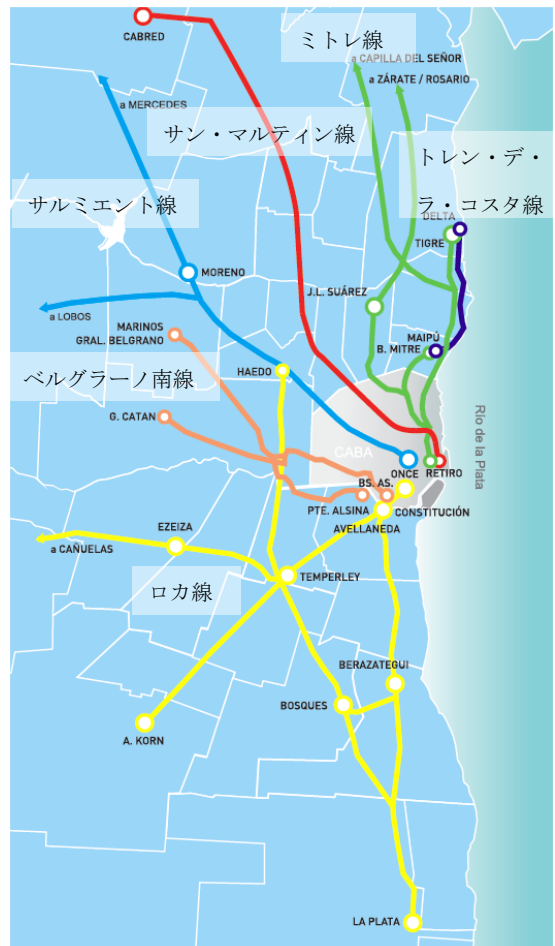 CABRED
ミトレ線
a CAPILLA DEL SEÑOR
a ZÁRATE / ROSARIO
a MERCEDES
サン・マルティン線
トレン・デ・
ラ・コスタ線
サルミエント線
DELTA
TIGRE
MORENO
J.L. SUÁREZ
a LOBOS
MARINOS
GRAL. BELGRANO
MAIPÚ
B. MITRE
HAEDO
ベルグラーノ南線
G. CATAN
Río de la Plata
CABA
ONCE
RETIRO
BS. AS.
PTE. ALSINA
CONSTITUCIÓN
AVELLANEDA
EZEIZA
a CAÑUELAS
TEMPERLEY
ロカ線
BERAZATEGUI
BOSQUES
A. KORN
LA PLATA